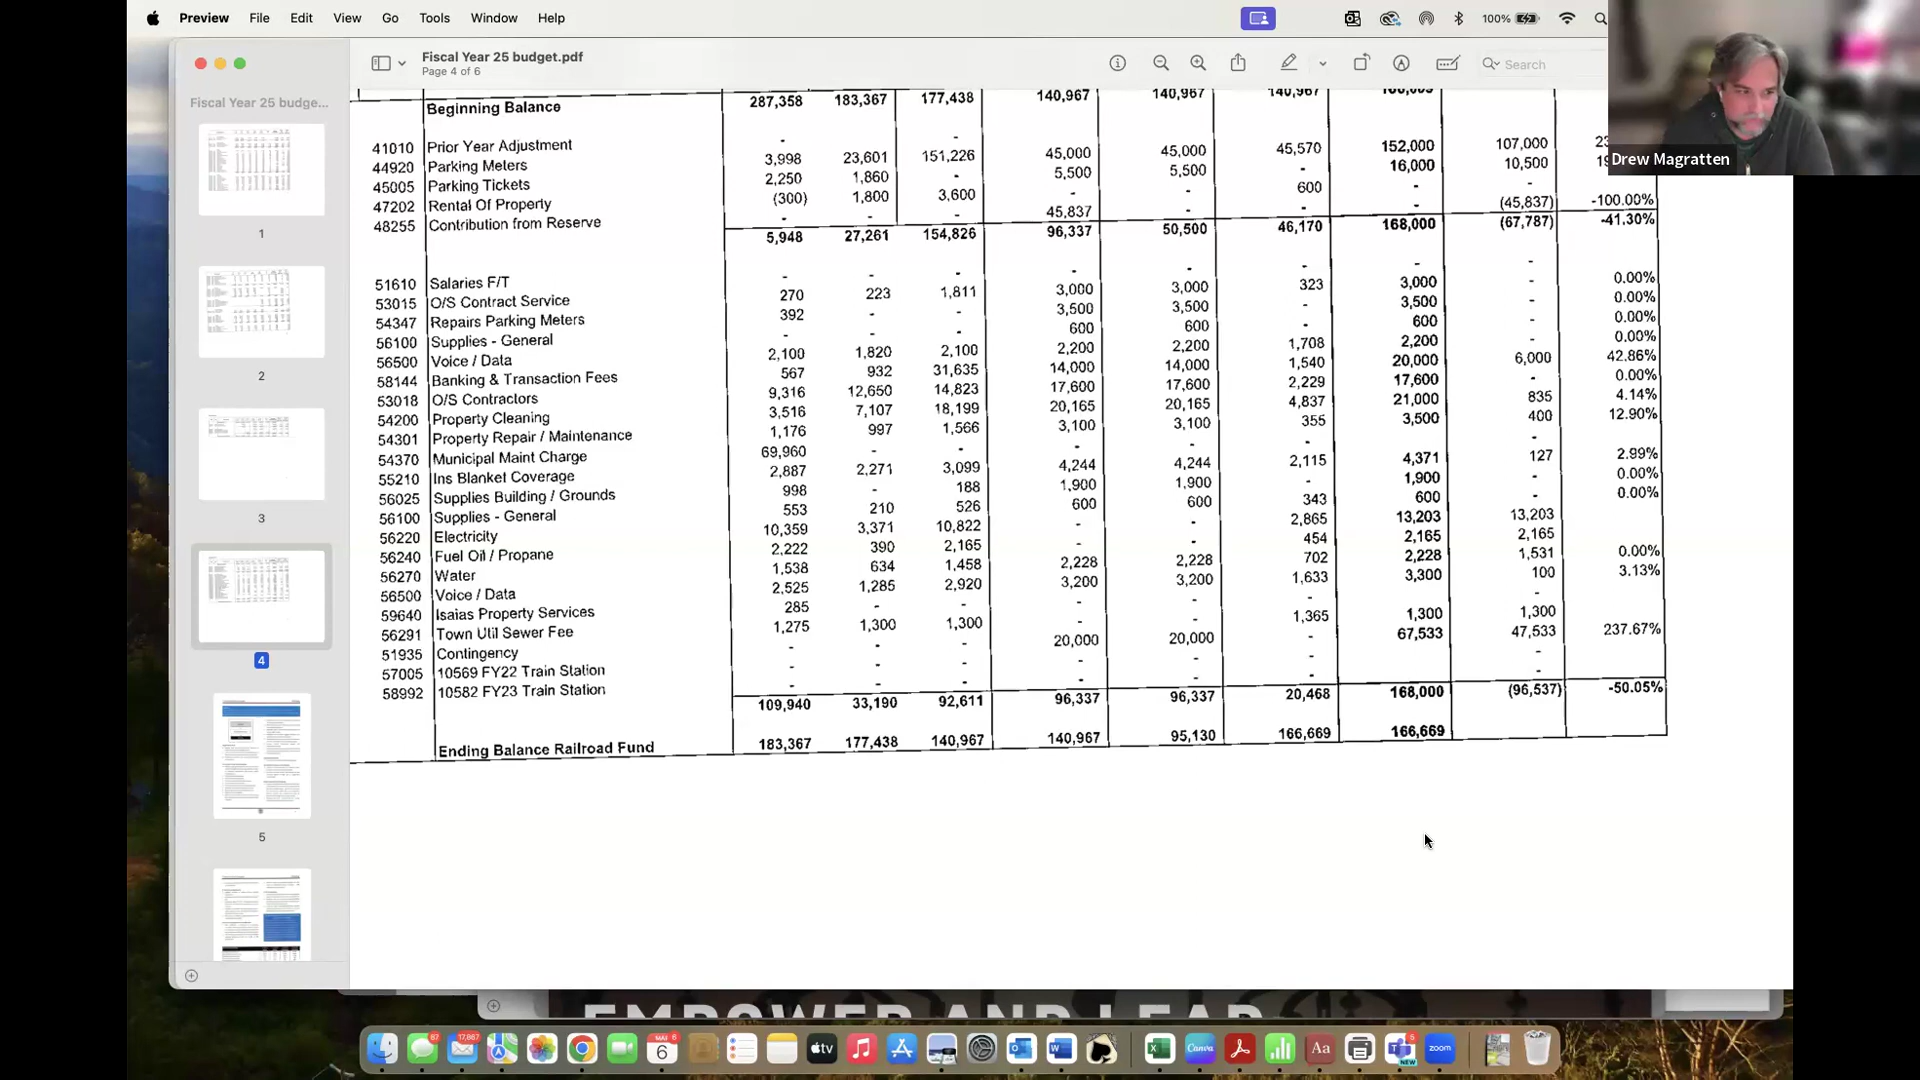 Preview File Edit View Go Tools Window Help 100%
Fiscal Year 25 budget.pdf
Page 4 of 6
Search
Drew Magratten
Fiscal Year 25 budge...
1
2
3
4
5
Beginning Balance 287,358 183,367 177,438 140,967 140,967 140,967
41010 Prior Year Adjustment - -
44920 Parking Meters 3,998 23,601 151,226 45,000 45,000 45,570 152,000 107,000
45005 Parking Tickets 2,250 1,860 - 5,500 5,500 16,000 10,500
47202 Rental Of Property (300) 1,800 3,600 - - 600 - -
48255 Contribution from Reserve - - - 45,837 - - - (45,837) -100.00%
5,948 27,261 154,826 96,337 50,500 46,170 168,000 (67,787) -41.30%
51610 Salaries F/T - - - - - - - -
53015 O/S Contract Service 270 223 1,811 3,000 3,000 323 3,000 - 0.00%
54347 Repairs Parking Meters 392 - - 3,500 3,500 - 3,500 - 0.00%
56100 Supplies - General - 600 600 - 600 - 0.00%
56500 Voice / Data 2,100 1,820 2,100 2,200 2,200 1,708 2,200 - 0.00%
58144 Banking & Transaction Fees 567 932 31,635 14,000 14,000 1,540 20,000 6,000 42.86%
53018 O/S Contractors 9,316 12,650 14,823 17,600 17,600 2,229 17,600 - 0.00%
54200 Property Cleaning 3,516 7,107 18,199 20,165 20,165 4,837 21,000 835 4.14%
54301 Property Repair / Maintenance 1,176 997 1,566 3,100 3,100 355 3,500 400 12.90%
54370 Municipal Maint Charge 69,960 - - - - - -
55210 Ins Blanket Coverage 2,887 2,271 3,099 4,244 4,244 2,115 4,371 127 2.99%
56025 Supplies Building / Grounds 998 - 188 1,900 1,900 - 1,900 - 0.00%
56100 Supplies - General 553 210 526 600 600 343 600 - 0.00%
56220 Electricity 10,359 3,371 10,822 - - 2,865 13,203 13,203
56240 Fuel Oil / Propane 2,222 390 2,165 - - 454 2,165 2,165
56270 Water 1,538 634 1,458 2,228 2,228 702 2,228 1,531 0.00%
56500 Voice / Data 2,525 1,285 2,920 3,200 3,200 1,633 3,300 100 3.13%
59640 Isaias Property Services 285 - - - - -
56291 Town Util Sewer Fee 1,275 1,300 1,300 - - 1,365 1,300 1,300
51935 Contingency - - - 20,000 20,000 - 67,533 47,533 237.67%
57005 10569 FY22 Train Station - - - - - - -
58992 10582 FY23 Train Station - - - - - - -
109,940 33,190 92,611 96,337 96,337 20,468 168,000 (96,537) -50.05%
Ending Balance Railroad Fund 183,367 177,438 140,967 140,967 95,130 166,669 166,669
EMPOWER AND LEAD
87 17,867 MAR 6 tv Canva Aa 5 NEW zoom